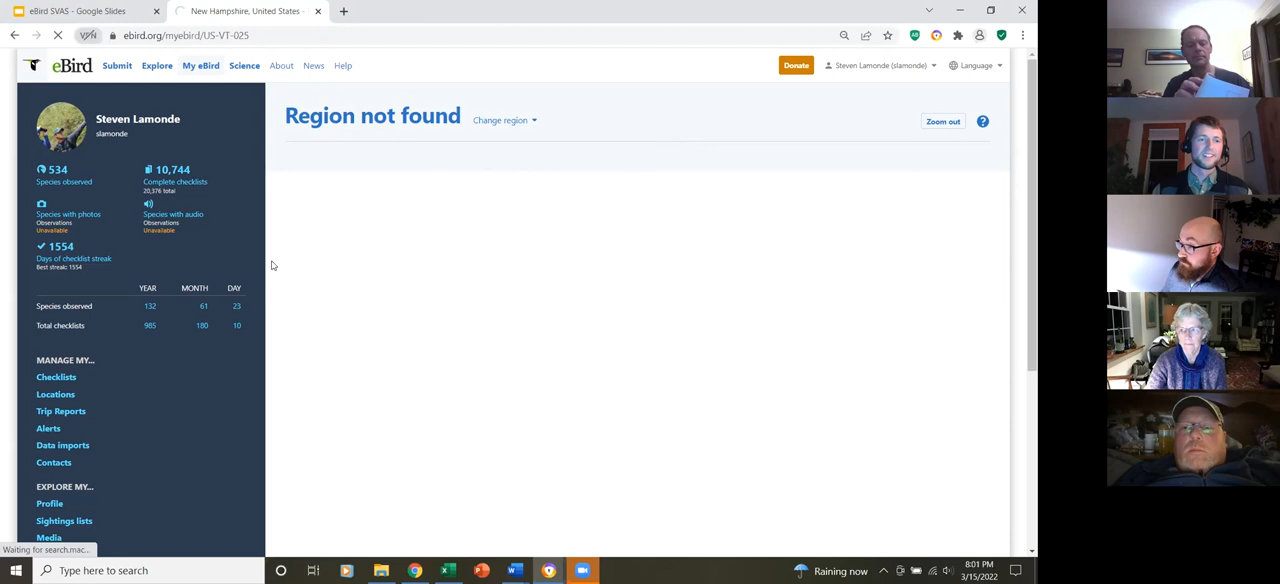 eBird SVAS - Google Slides
New Hampshire, United States -
VPN
ebird.org/myebird/US-VT-025
eBird Submit Explore My eBird Science About News Help
Donate Steven Lamonde (slamonde) Language
Steven Lamonde
slamonde
534
Species observed
10,744
Complete checklists
20,376 total
Species with photos
Observations
Unavailable
Species with audio
Observations
Unavailable
1554
Days of checklist streak
Best streak: 1554
YEAR MONTH DAY
Species observed 132 61 23
Total checklists 985 180 10
MANAGE MY...
Checklists
Locations
Trip Reports
Alerts
Data imports
Contacts
EXPLORE MY...
Profile
Sightings lists
Media
Region not found Change region
Zoom out ?
Waiting for search.mac...
Type here to search
Raining now
8:01 PM
3/15/2022